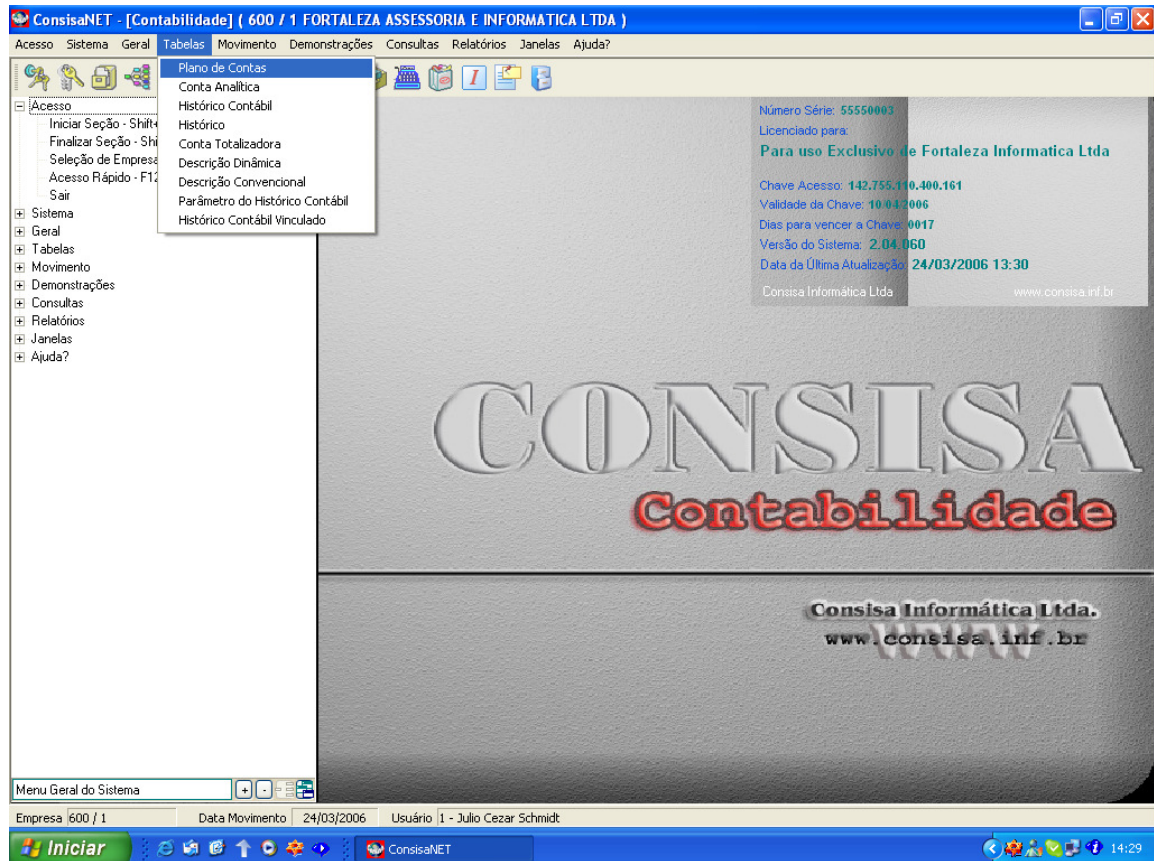 ConsisaNET - [Contabilidade] ( 600 / 1 FORTALEZA ASSESSORIA E INFORMATICA LTDA )
Acesso Sistema Geral Tabelas Movimento Demonstrações Consultas Relatórios Janelas Ajuda?
Plano de Contas
Conta Analítica
Histórico Contábil
Histórico
Conta Totalizadora
Descrição Dinâmica
Descrição Convencional
Parâmetro do Histórico Contábil
Histórico Contábil Vinculado
Acesso
Iniciar Seção - Shift+
Finalizar Seção - Shi
Seleção de Empresa
Acesso Rápido - F12
Sair
Sistema
Geral
Tabelas
Movimento
Demonstrações
Consultas
Relatórios
Janelas
Ajuda?
Número Série: 55550003
Licenciado para:
Para uso Exclusivo de Fortaleza Informatica Ltda
Chave Acesso: 142.755.110.400.161
Validade da Chave: 10/04/2006
Dias para vencer a Chave: 0017
Versão do Sistema: 2.04.060
Data da Última Atualização: 24/03/2006 13:30
Consisa Informática Ltda www.consisa.inf.br
CONSISA
Contabilidade
Consisa Informática Ltda.
www.consisa.inf.br
Menu Geral do Sistema
Empresa 600 / 1 Data Movimento 24/03/2006 Usuário 1 - Julio Cezar Schmidt
Iniciar ConsisaNET 14:29